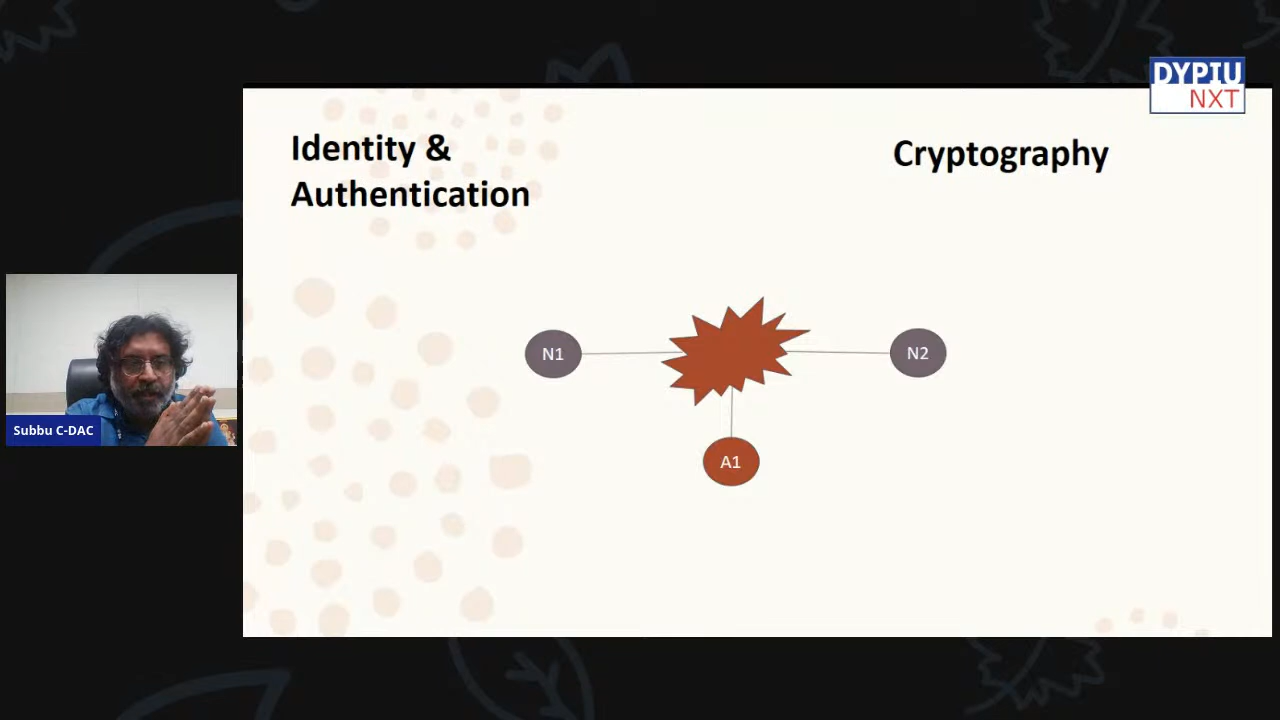 DYPIU
NXT
Identity &
Authentication
Cryptography
N1
N2
A1
Subbu C-DAC